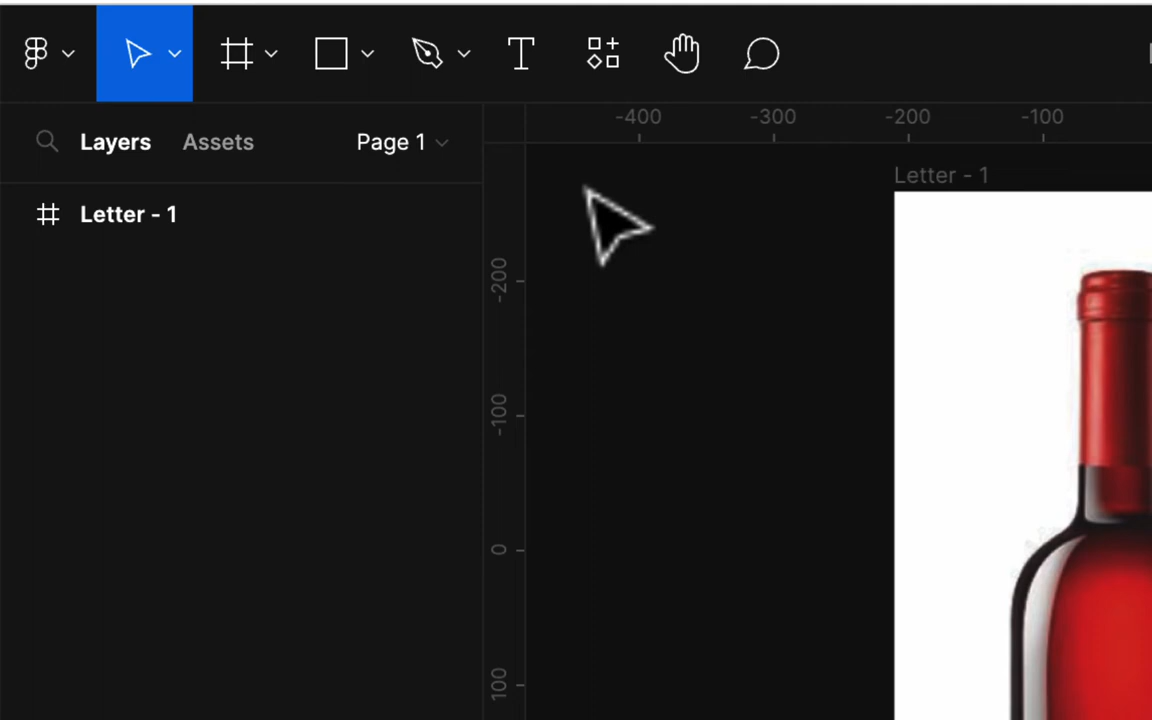 -400 -300 -200 -100
Layers Assets Page 1
Letter - 1
Letter - 1
-200
-100
0
100